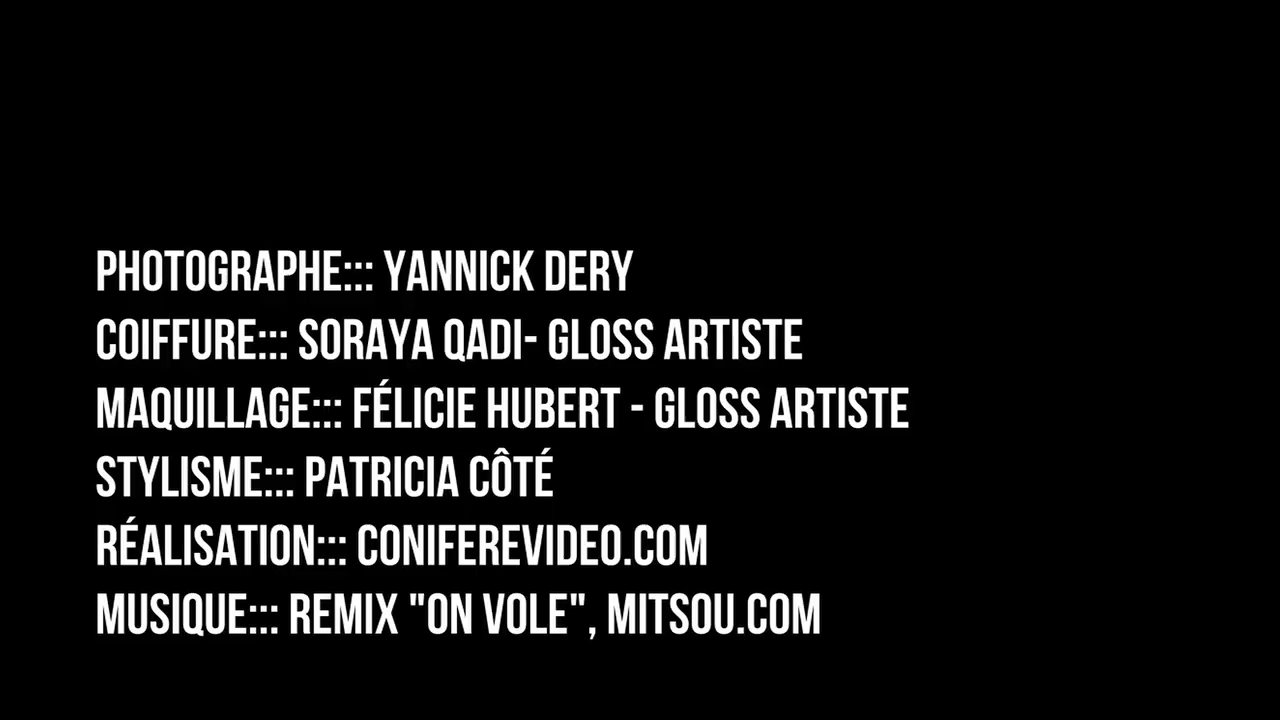 PHOTOGRAPHE::: YANNICK DERY
COIFFURE::: SORAYA QADI- GLOSS ARTISTE
MAQUILLAGE::: FÉLICIE HUBERT - GLOSS ARTISTE
STYLISME::: PATRICIA CÔTÉ
RÉALISATION::: CONIFEREVIDEO.COM
MUSIQUE::: REMIX "ON VOLE", MITSOU.COM